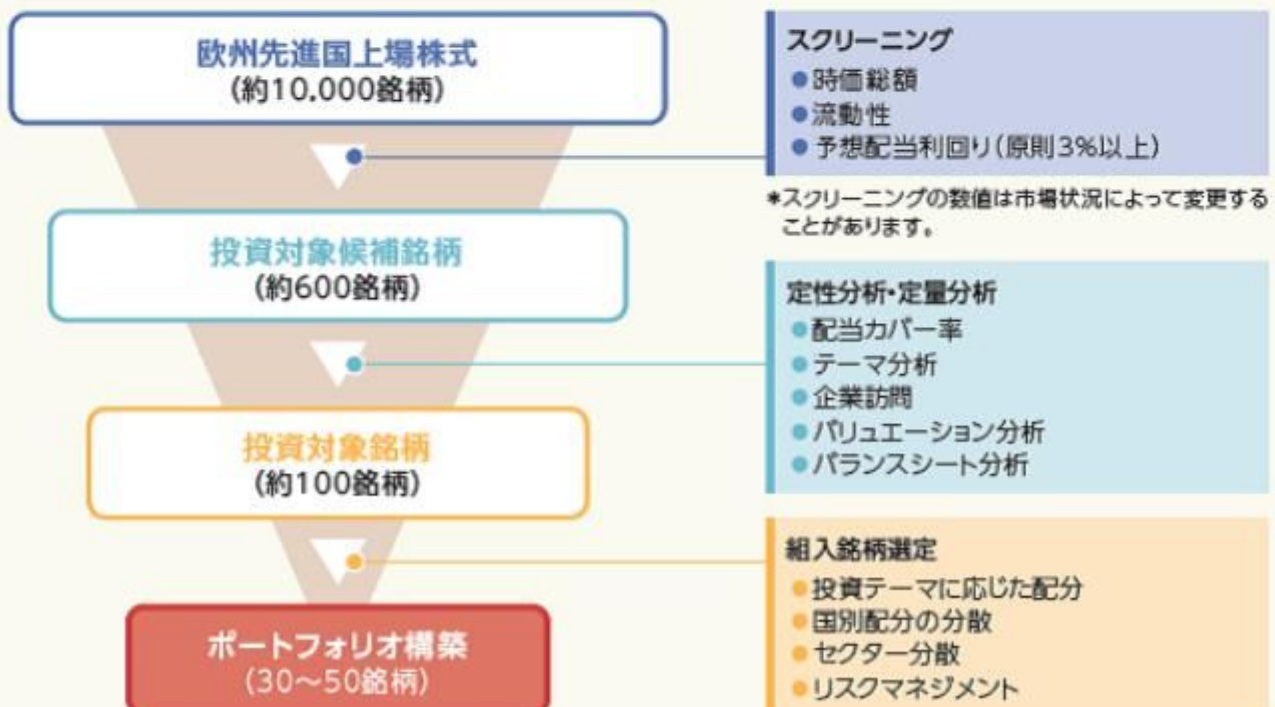 欧州先進国上場株式
(約10,000銘柄)
スクリーニング
●時価総額
●流動性
●予想配当利回り(原則3%以上)
*スクリーニングの数値は市場状況によって変更する
ことがあります。
投資対象候補銘柄
(約600銘柄)
定性分析・定量分析
●配当カバー率
●テーマ分析
●企業訪問
●バリュエーション分析
●バランスシート分析
投資対象銘柄
(約100銘柄)
組入銘柄選定
●投資テーマに応じた配分
●国別配分の分散
●セクター分散
●リスクマネジメント
ポートフォリオ構築
(30〜50銘柄)